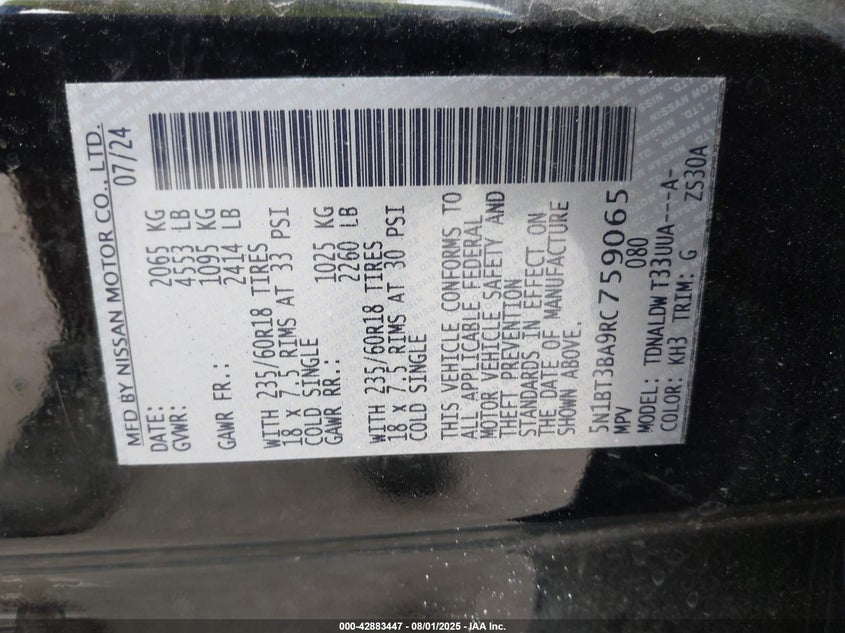 MFD BY NISSAN MOTOR CO., LTD.
DATE: 07/24
GVWR: 2065 KG
4553 LB
GAWR FR.: 1095 KG
2414 LB
WITH 235/60R18 TIRES
18 X 7.5 RIMS AT 33 PSI
COLD SINGLE
GAWR RR.: 1025 KG
2260 LB
WITH 235/60R18 TIRES
18 X 7.5 RIMS AT 30 PSI
COLD SINGLE
THIS VEHICLE CONFORMS TO
ALL APPLICABLE FEDERAL
MOTOR VEHICLE SAFETY AND
THEFT PREVENTION
STANDARDS IN EFFECT ON
THE DATE OF MANUFACTURE
SHOWN ABOVE.
5N1BT3BA9RC759065
MPV 080
MODEL: TDNALDW T33UUA---A-
COLOR: KH3 TRIM: G ZS30A
000-42883447 - 08/01/2025 - IAA Inc.